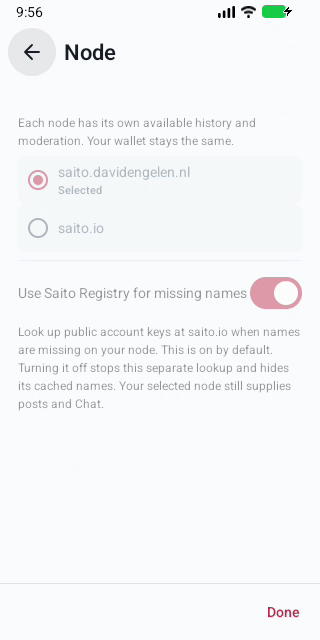 9:56
Node
Each node has its own available history and
moderation. Your wallet stays the same.
saito.davidengelen.nl
Selected
saito.io
Use Saito Registry for missing names
Look up public account keys at saito.io when names
are missing on your node. This is on by default.
Turning it off stops this separate lookup and hides
its cached names. Your selected node still supplies
posts and Chat.
Done